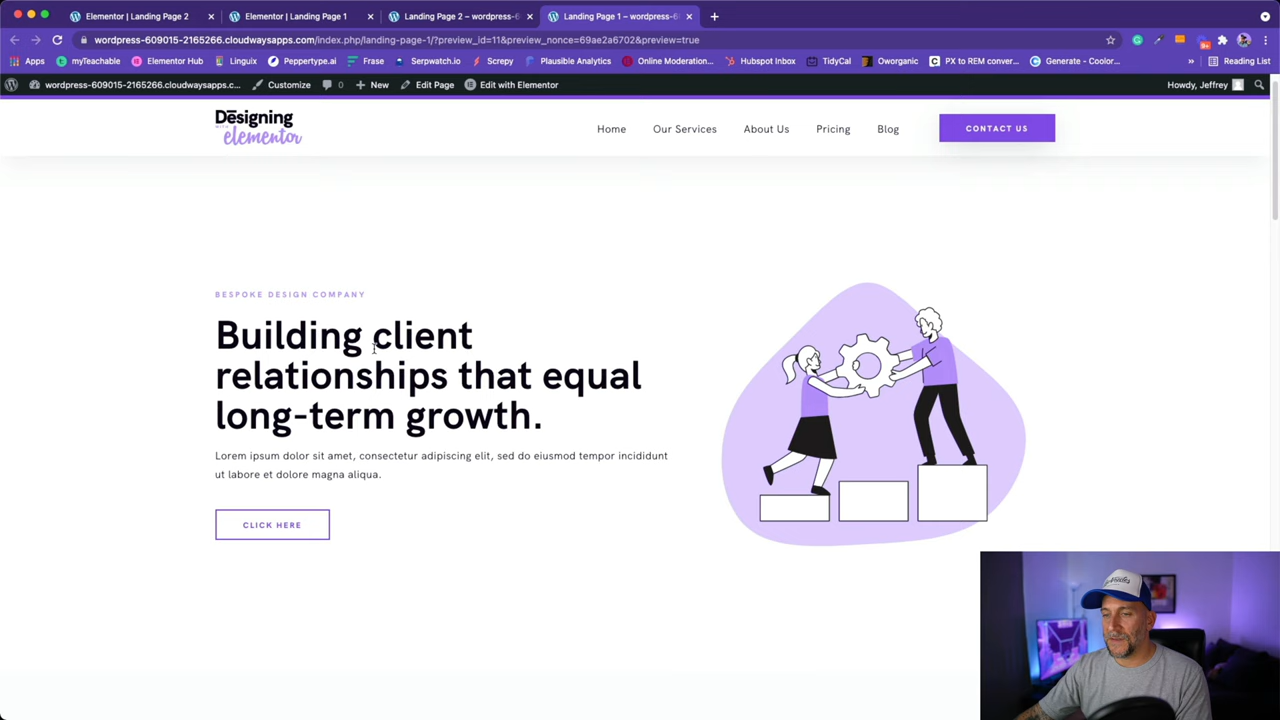 Elementor | Landing Page 2
Elementor | Landing Page 1
Landing Page 2 – wordpress-6
Landing Page 1 – wordpress-6
wordpress-609015-2165266.cloudwaysapps.com/index.php/landing-page-1/?preview_id=11&preview_nonce=69ae2a6702&preview=true
Apps myTeachable Elementor Hub Linguix Peppertype.ai Frase Serpwatch.io Screpy Plausible Analytics Online Moderation... Hubspot Inbox TidyCal Oworganic PX to REM conver... Generate - Coolor... » Reading List
wordpress-609015-2165266.cloudwaysapps.c... Customize 0 New Edit Page Edit with Elementor Howdy, Jeffrey
Designing
WITH
elementor
Home Our Services About Us Pricing Blog CONTACT US
BESPOKE DESIGN COMPANY
Building client
relationships that equal
long-term growth.
Lorem ipsum dolor sit amet, consectetur adipiscing elit, sed do eiusmod tempor incididunt
ut labore et dolore magna aliqua.
CLICK HERE